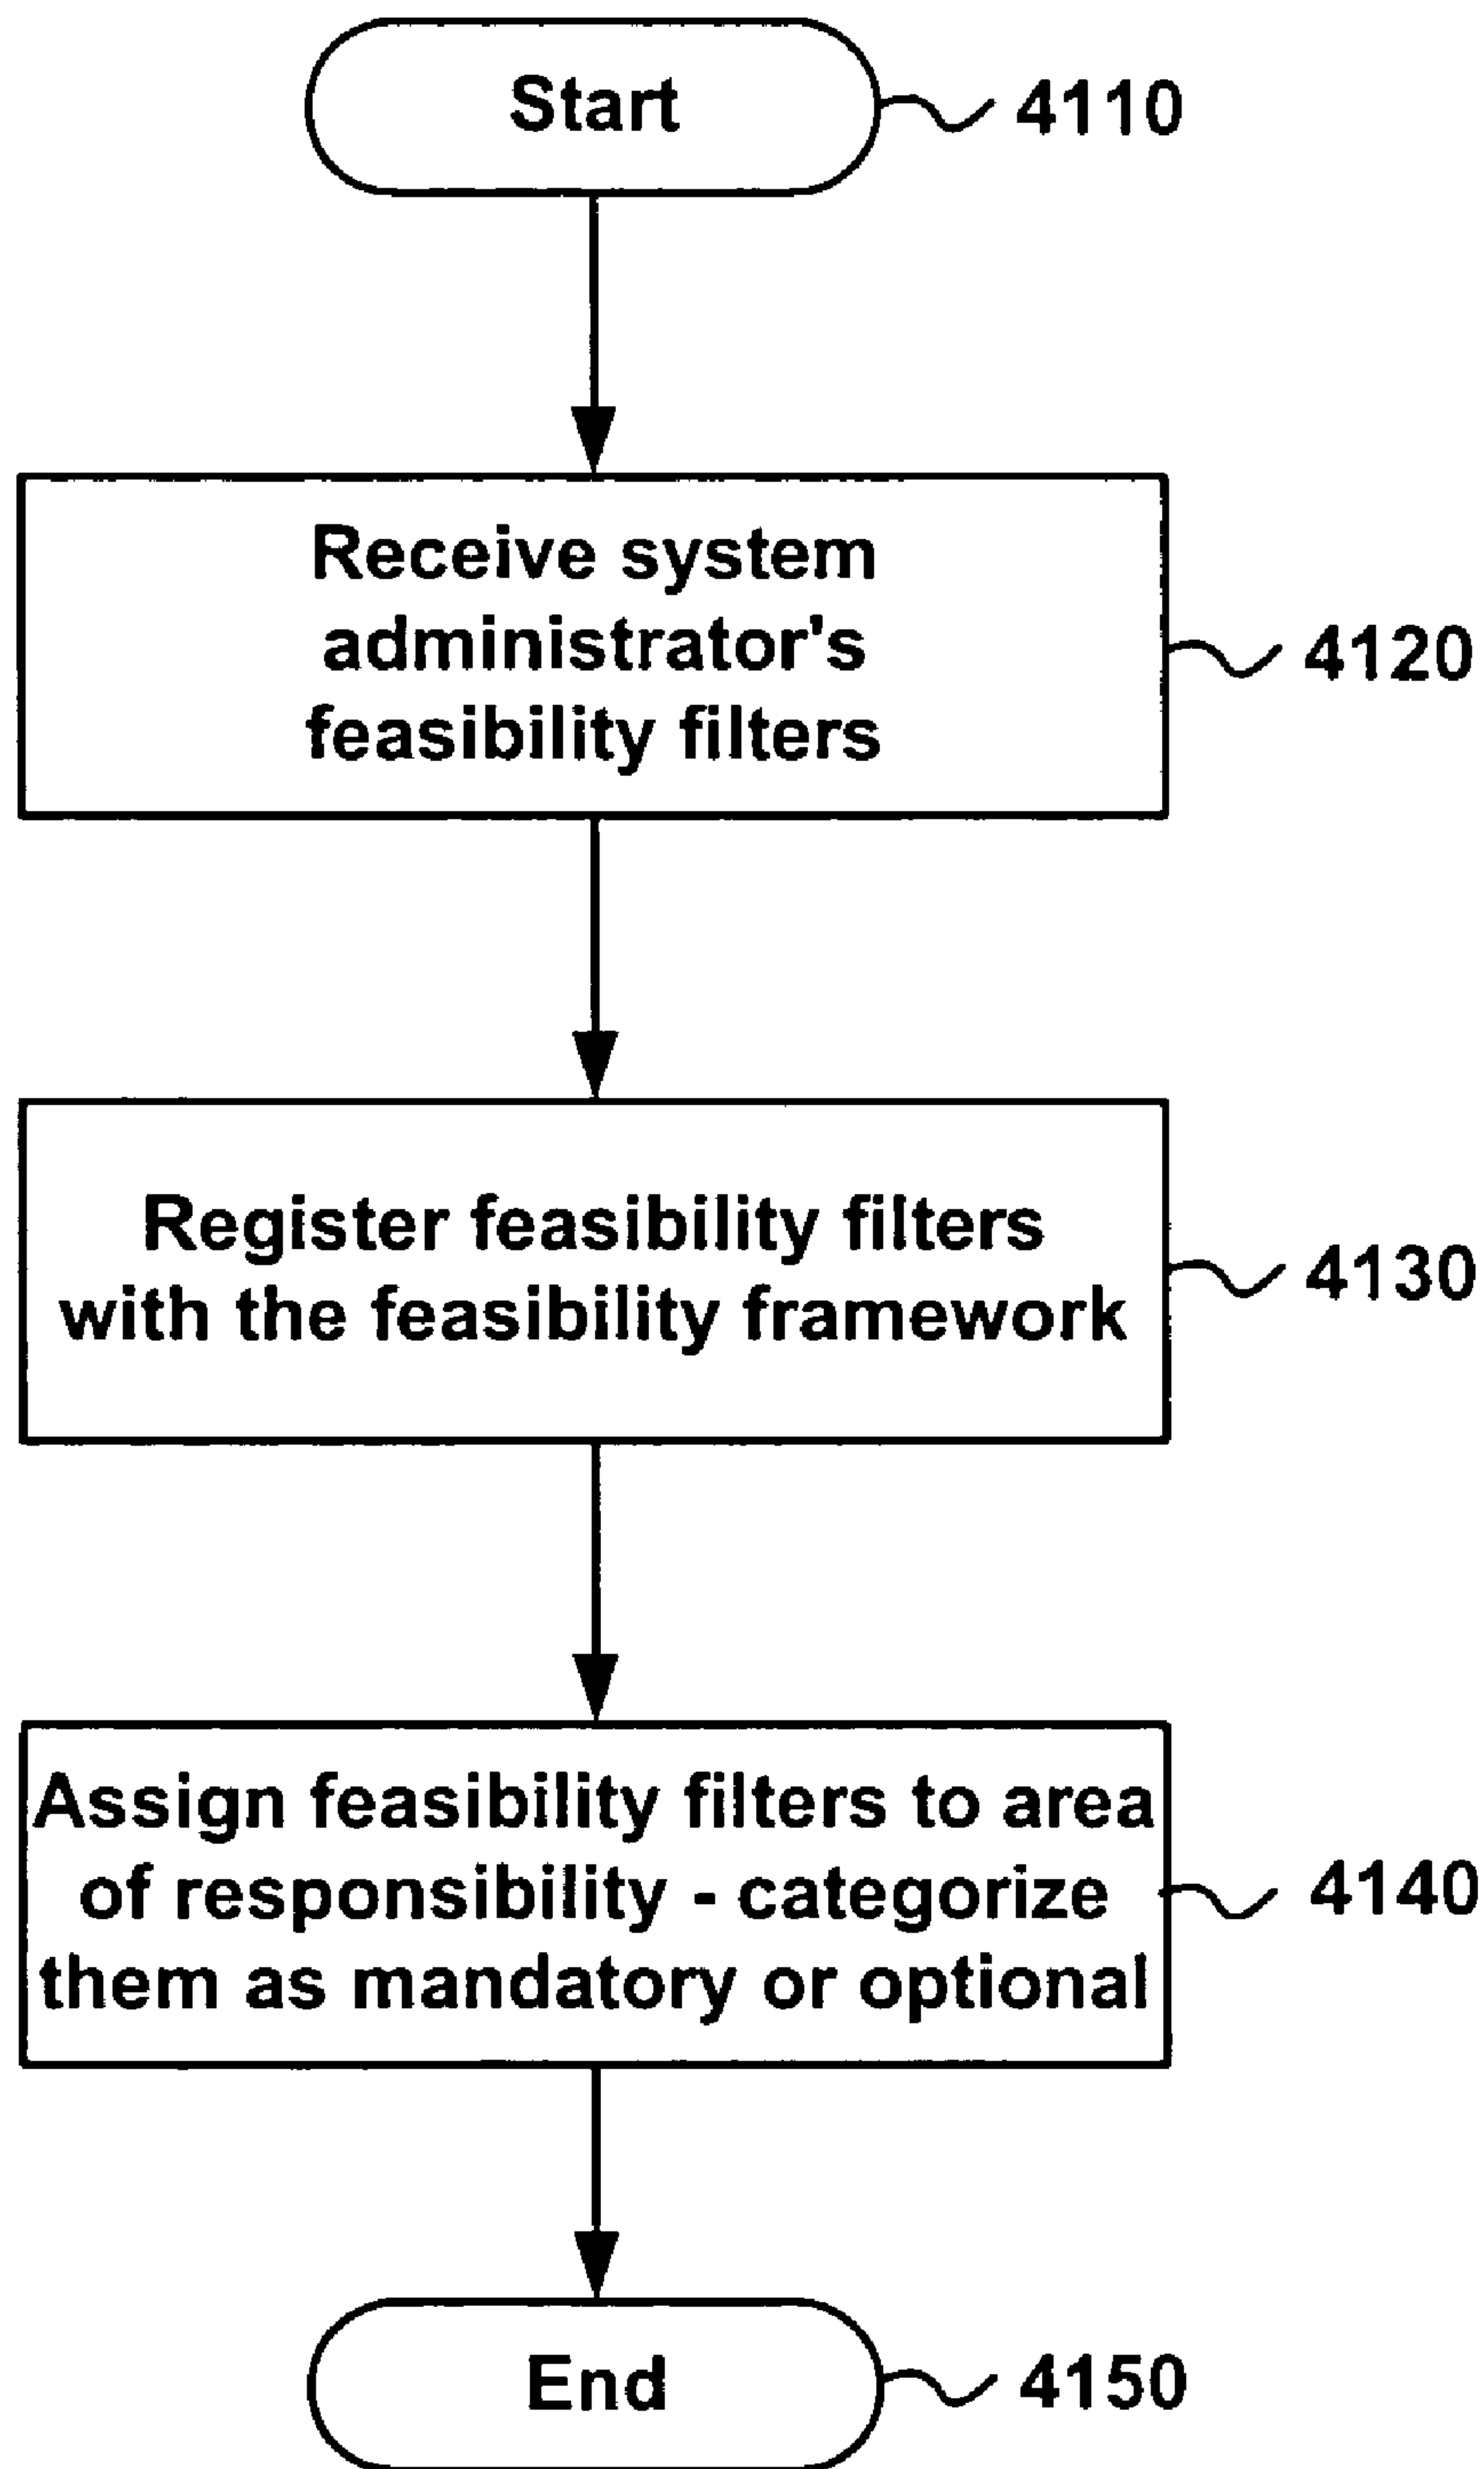 Start
4110
Receive system
administrator's
feasibility filters
4120
Register feasibility filters
with the feasibility framework
4130
Assign feasibility filters to area
of responsibility - categorize
them as mandatory or optional
4140
End
4150